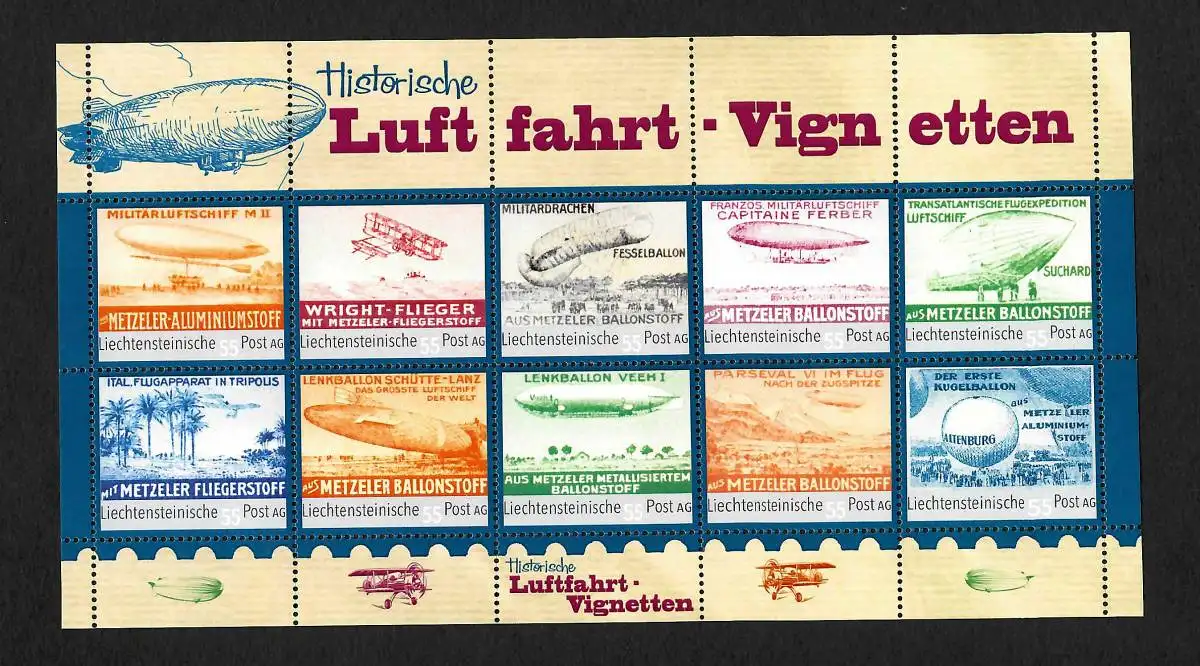 Historische
Luftfahrt-Vignetten
MILITÄRLUFTSCHIFF M II
AUS METZELER-ALUMINIUMSTOFF
Liechtensteinische 55 Post AG
WRIGHT-FLIEGER
MIT METZELER-FLIEGERSTOFF
Liechtensteinische 55 Post AG
MILITARDRACHEN
FESSELBALLON
AUS METZELER BALLONSTOFF
Liechtensteinische 55 Post AG
FRANZÖS. MILITÄRLUFTSCHIFF
CAPITAINE FERBER
AUS METZELER BALLONSTOFF
Liechtensteinische 55 Post AG
TRANSATLANTISCHE FLUGEXPEDITION
LUFTSCHIFF
SUCHARD
AUS METZELER BALLONSTOFF
Liechtensteinische 55 Post AG
ITAL. FLUGAPPARAT IN TRIPOLIS
MIT METZELER FLIEGERSTOFF
Liechtensteinische 55 Post AG
LENKBALLON SCHÜTTE-LANZ
DAS GRÖSSTE LUFTSCHIFF
DER WELT
AUS METZELER BALLONSTOFF
Liechtensteinische 55 Post AG
LENKBALLON VEEH I
Veeh I
AUS METZELER METALLISIERTEM
BALLONSTOFF
Liechtensteinische 55 Post AG
PARSEVAL VI IM FLUG
NACH DER ZUGSPITZE
AUS METZELER BALLONSTOFF
Liechtensteinische 55 Post AG
DER ERSTE
KUGELBALLON
aus
METZELER
ALUMINIUM-
STOFF
ALTENBURG
Liechtensteinische 55 Post AG
Historische
Luftfahrt-
Vignetten